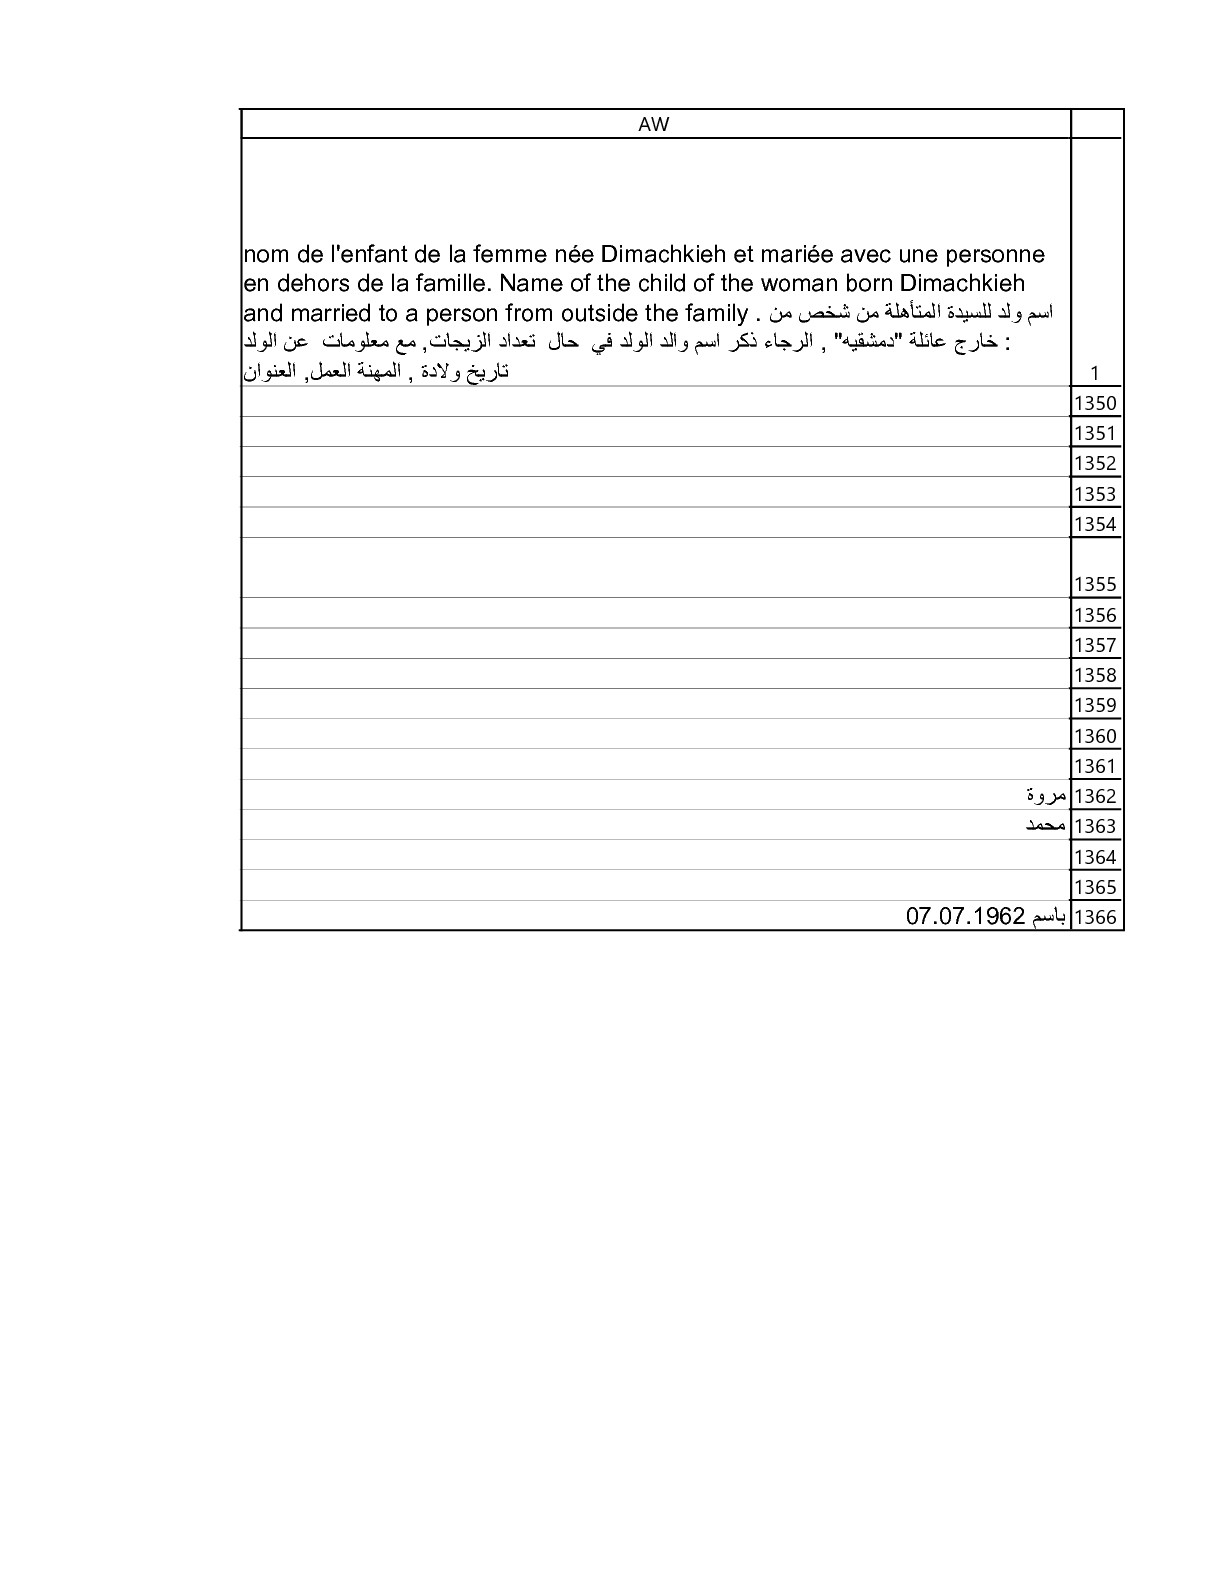 AW
nom de l'enfant de la femme née Dimachkieh et mariée avec une personne
en dehors de la famille. Name of the child of the woman born Dimachkieh
and married to a person from outside the family . اسم ولد للسيدة المتأهلة من شخص من
خارج عائلة "دمشقيه" , الرجاء ذكر اسم والد الولد في حال تعداد الزيجات, مع معلومات عن الولد :
تاريخ ولادة , المهنة العمل, العنوان
1
1350
1351
1352
1353
1354
1355
1356
1357
1358
1359
1360
1361
مروة 1362
محمد 1363
1364
1365
باسم 07.07.1962 1366